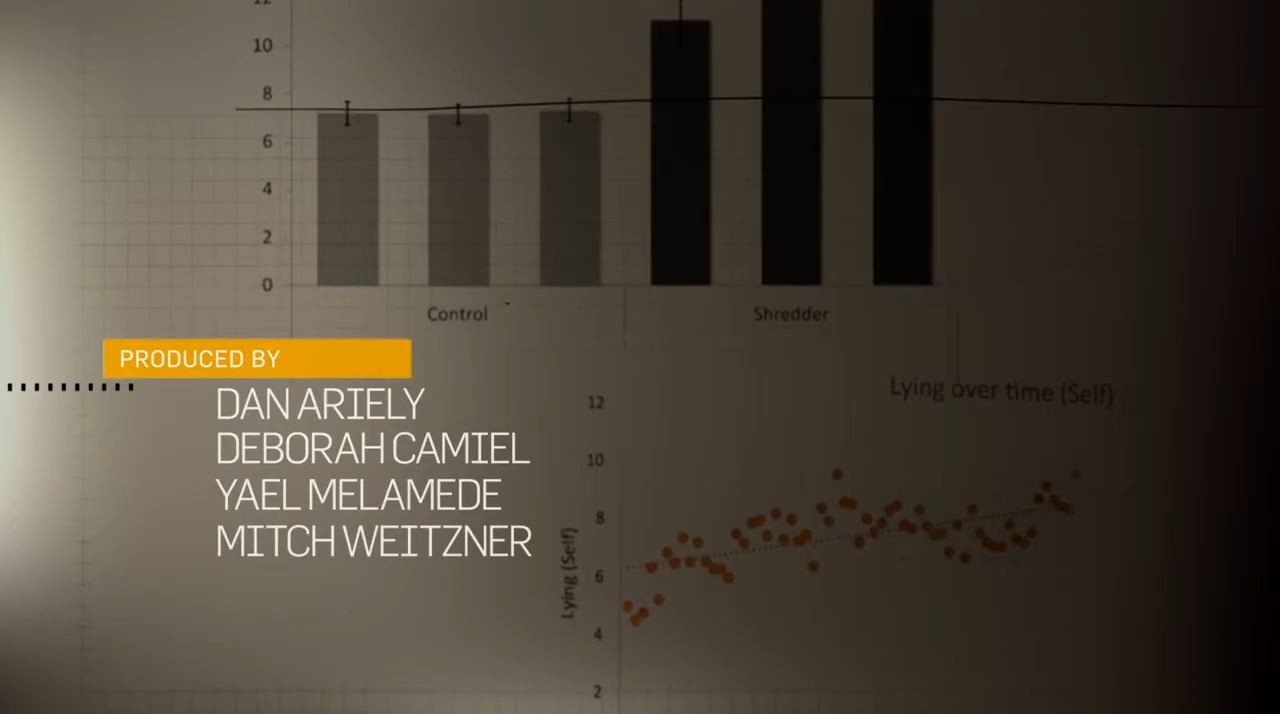 12
10
8
6
4
2
0
Control
Shredder
PRODUCED BY
DAN ARIELY
DEBORAH CAMIEL
YAEL MELAMEDE
MITCH WEITZNER
Lying over time (Self)
12
10
8
6
4
2
Lying (Self)